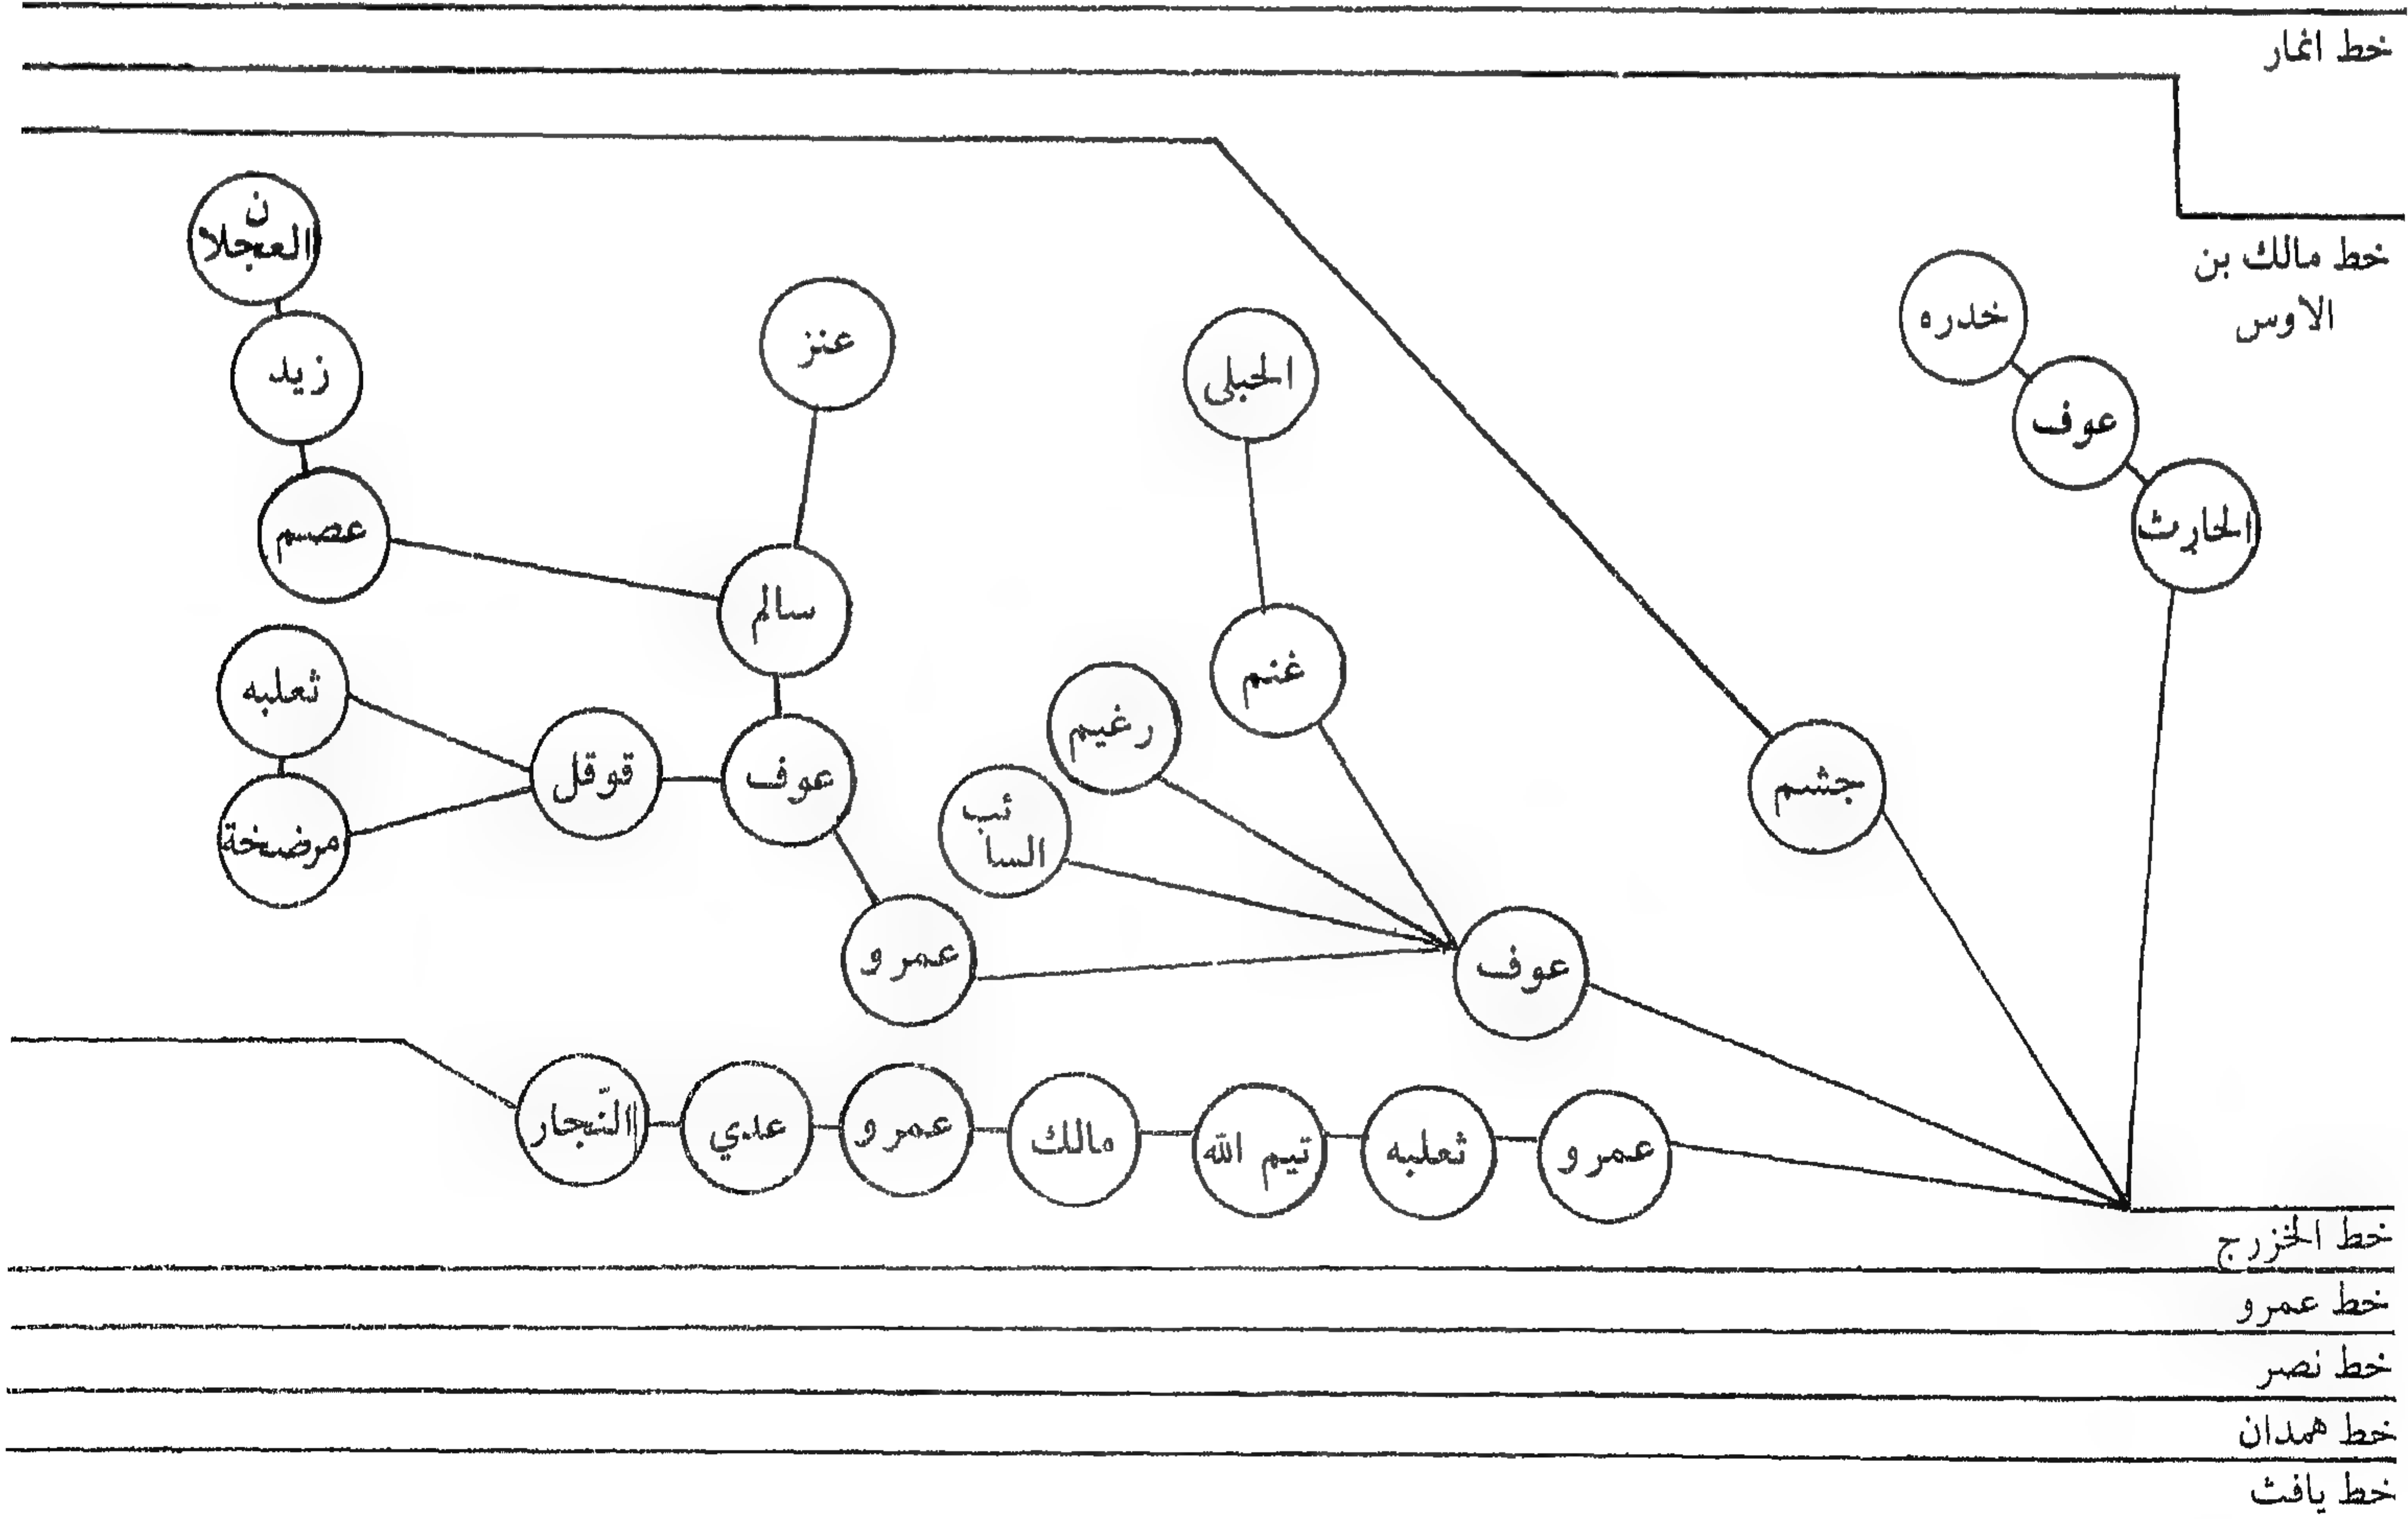 خط انمار
خط مالك بن
الاوس
العجلان
زيد
عصم
عنز
سالم
الحبلى
غنم
خدره
عوف
الحارث
ثعلبه
مرضخة
قوقل
عوف
رغيم
السائب
جشم
عمرو
عوف
عمرو
ثعلبه
تيم الله
مالك
عمرو
عدي
النّجار
خط الخزرج
خط عمرو
خط نصر
خط همدان
خط يافث